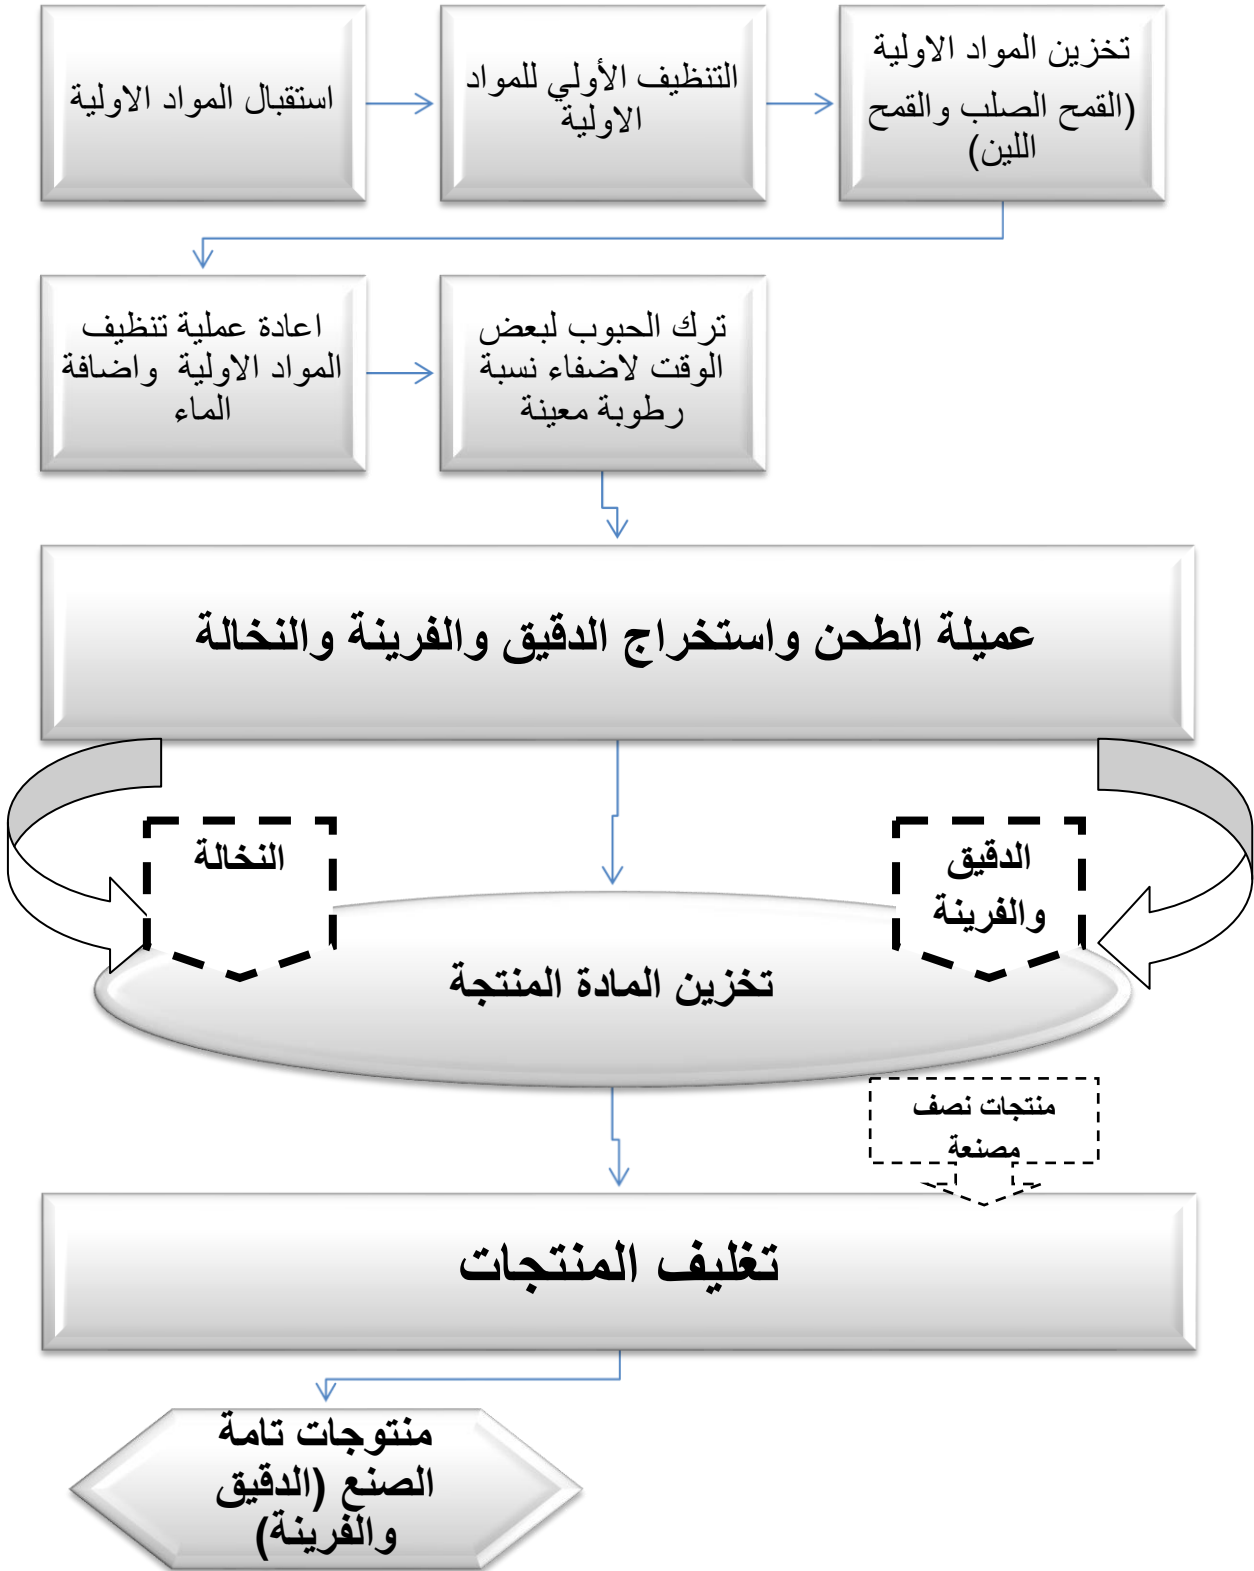 استقبال المواد الاولية
التنظيف الأولي للمواد
الاولية
تخزين المواد الاولية
(القمح الصلب والقمح
اللين)
اعادة عملية تنظيف
المواد الاولية واضافة
الماء
ترك الحبوب لبعض
الوقت لاضفاء نسبة
رطوبة معينة
عميلة الطحن واستخراج الدقيق والفرينة والنخالة
النخالة
الدقيق
والفرينة
تخزين المادة المنتجة
منتجات نصف
مصنعة
تغليف المنتجات
منتوجات تامة
الصنع (الدقيق
والفرينة)